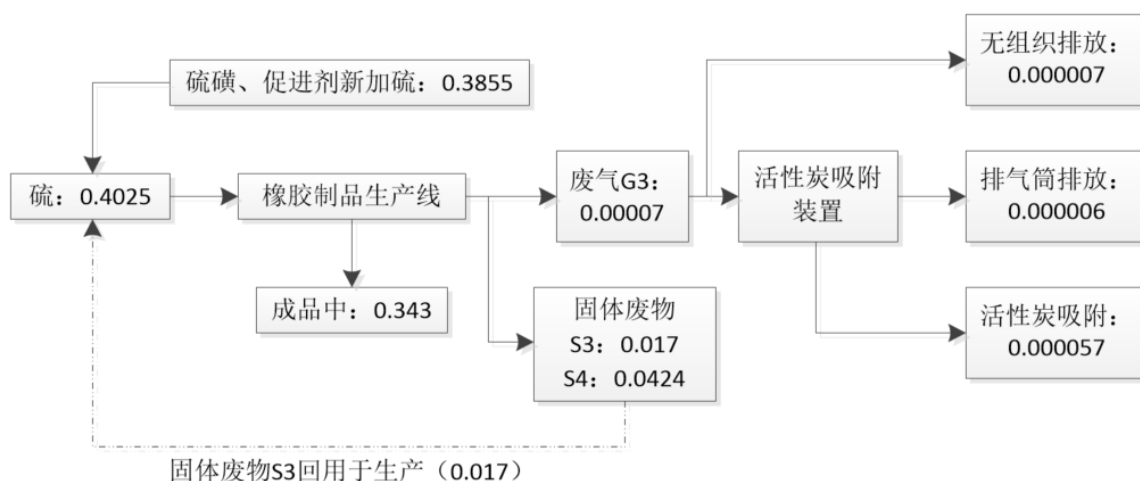 无组织排放：
0.000007
硫磺、促进剂新加硫：0.3855
硫：0.4025
橡胶制品生产线
废气G3：
0.00007
活性炭吸附
装置
排气筒排放：
0.000006
成品中：0.343
固体废物
S3：0.017
S4：0.0424
活性炭吸附：
0.000057
固体废物S3回用于生产（0.017）